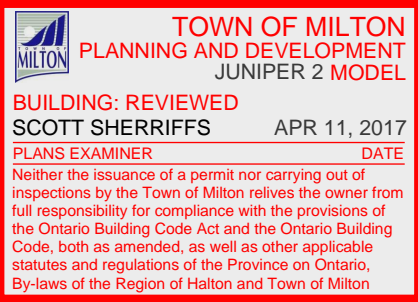 TOWN OF MILTON
PLANNING AND DEVELOPMENT
JUNIPER 2 MODEL
TOWN OF
MILTON
BUILDING: REVIEWED
SCOTT SHERRIFFS APR 11, 2017
PLANS EXAMINER DATE
Neither the issuance of a permit nor carrying out of
inspections by the Town of Milton relives the owner from
full responsibility for compliance with the provisions of
the Ontario Building Code Act and the Ontario Building
Code, both as amended, as well as other applicable
statutes and regulations of the Province on Ontario,
By-laws of the Region of Halton and Town of Milton